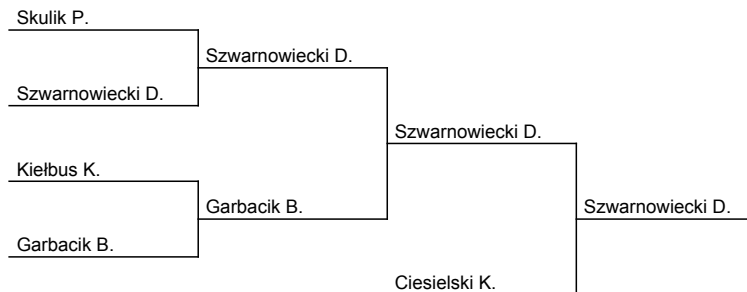 Skulik P.
Szwarnowiecki D.
Szwarnowiecki D.
Szwarnowiecki D.
Kiełbus K.
Garbacik B.
Szwarnowiecki D.
Garbacik B.
Ciesielski K.